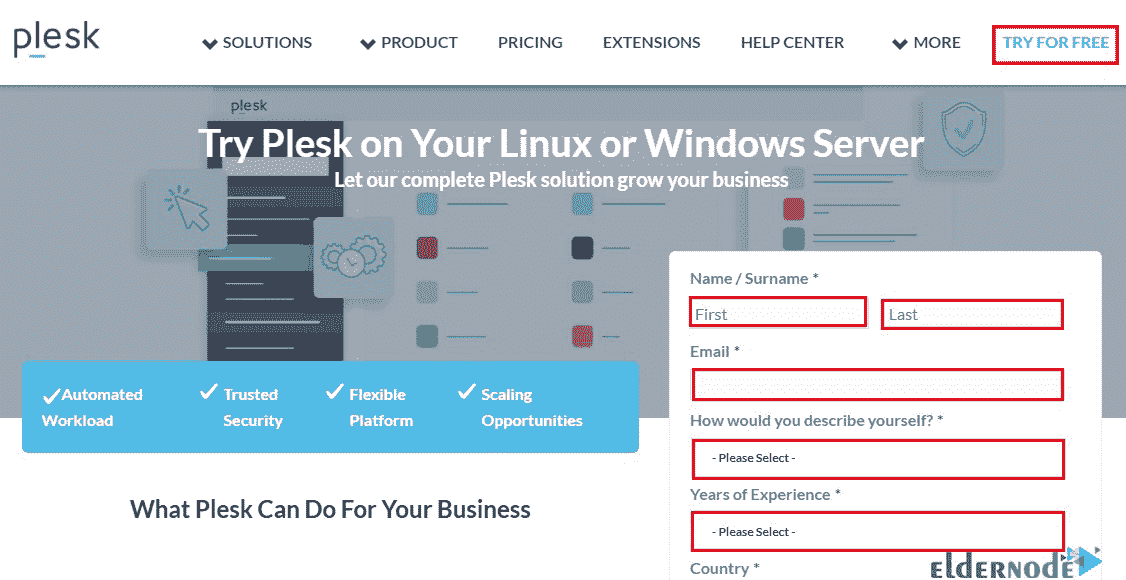 plesk
SOLUTIONS
PRODUCT
PRICING
EXTENSIONS
HELP CENTER
MORE
TRY FOR FREE
plesk
Try Plesk on Your Linux or Windows Server
Let our complete Plesk solution grow your business
Automated
Workload
Trusted
Security
Flexible
Platform
Scaling
Opportunities
What Plesk Can Do For Your Business
Name / Surname *
First
Last
Email *
How would you describe yourself? *
- Please Select -
Years of Experience *
- Please Select -
Country *
ELDERNODE